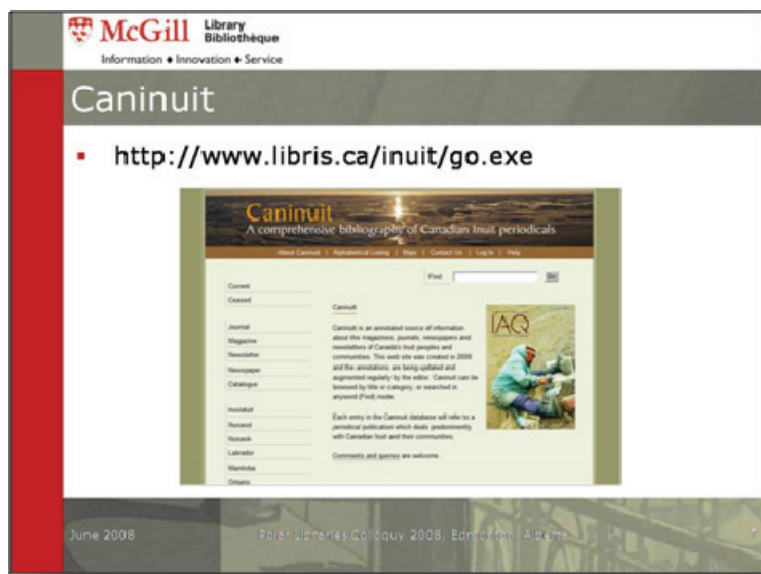 McGill Library
Bibliothèque
Information ♦ Innovation ♦ Service
Caninuit
▪ http://www.libris.ca/inuit/go.exe
Caninuit
A comprehensive bibliography of Canadian Inuit periodicals
About Caninuit | Alphabetical Listing | Main | Contact Us | Log In | Help
Find Go
Current
Ceased
Journal
Magazine
Newsletter
Newspaper
Catalogue
Inuvialuit
Nunavut
Nunavik
Labrador
Manitoba
Ontario
Caninuit
Caninuit is an annotated source of information
about the magazines, journals, newspapers and
newsletters of Canada's Inuit peoples and
communities. This web site was created in 2008
and the annotations are being updated and
augmented regularly by the editor. Caninuit can be
browsed by title or category, or searched in
anyword (Find) mode.
Each entry in the Caninuit database will refer to a
periodical publication which deals predominently
with Canadian Inuit and their communities.
Comments and queries are welcome.
IAQ
June 2008
Polar Libraries Colloquy 2008, Edmonton, Alberta